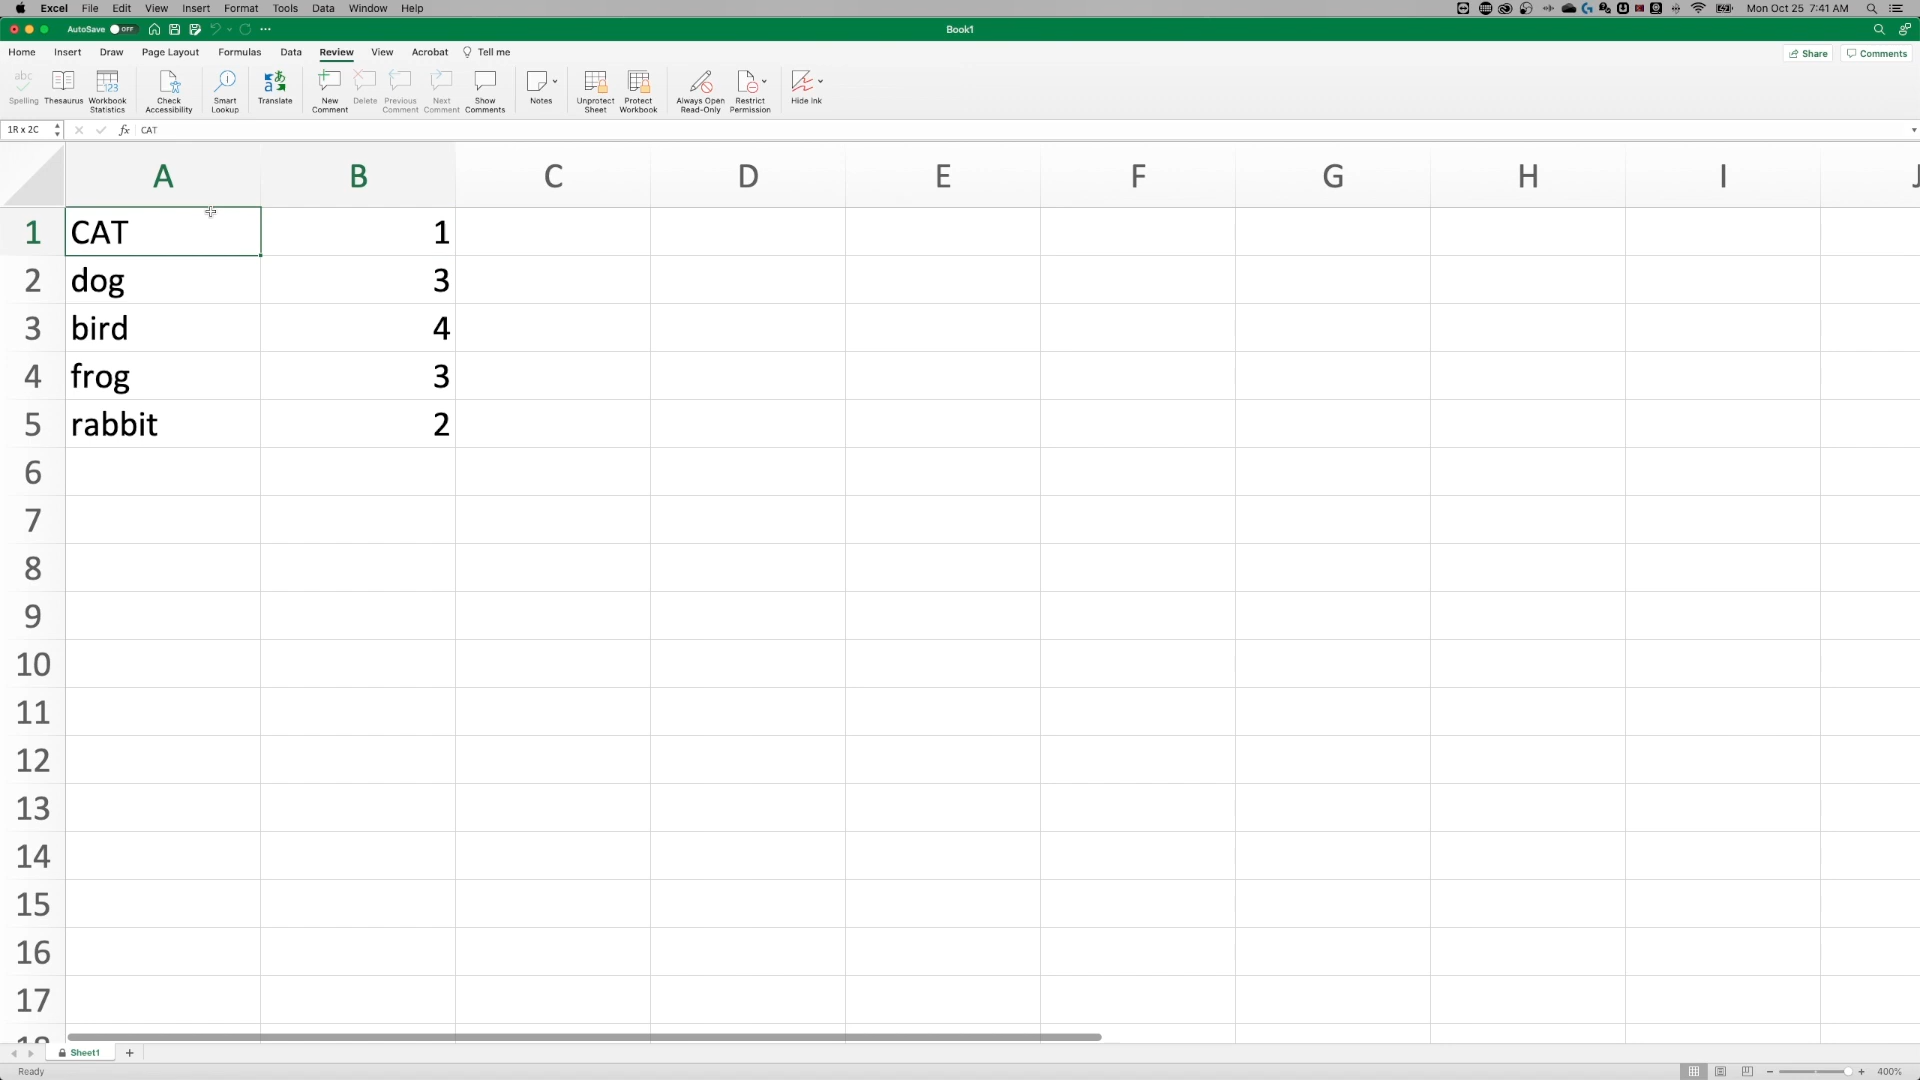 Excel File Edit View Insert Format Tools Data Window Help Mon Oct 25 7:41 AM
AutoSave OFF Book1
Home Insert Draw Page Layout Formulas Data Review View Acrobat Tell me Share Comments
abc
123
Spelling Thesaurus Workbook Statistics Check Accessibility Smart Lookup Translate New Comment Delete Previous Comment Next Comment Show Comments Notes Unprotect Sheet Protect Workbook Always Open Read-Only Restrict Permission Hide Ink
1R x 2C fx CAT
A B C D E F G H I J
1 CAT 1
2 dog 3
3 bird 4
4 frog 3
5 rabbit 2
6
7
8
9
10
11
12
13
14
15
16
17
18
Sheet1 +
Ready 400%